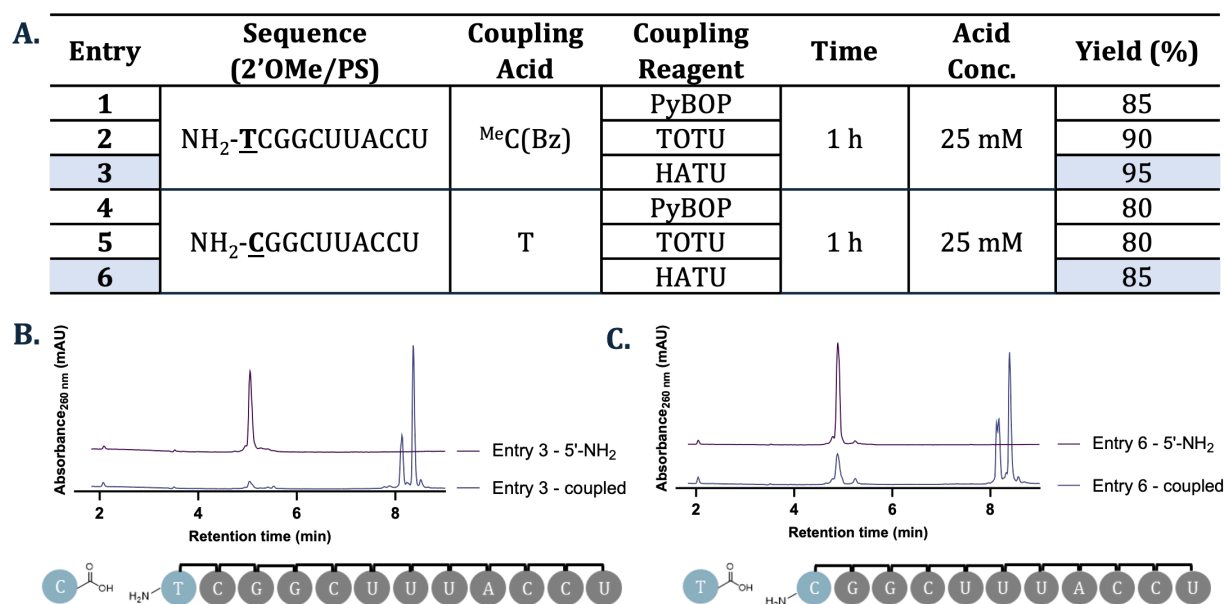 A.
Entry Sequence (2'OMe/PS) Coupling Acid Coupling Reagent Time Acid Conc. Yield (%)
1 PyBOP 85
2 NH2-TCGGCUUACCU MeC(Bz) TOTU 1 h 25 mM 90
3 HATU 95
4 PyBOP 80
5 NH2-CGGCUUACCU T TOTU 1 h 25 mM 80
6 HATU 85
B.
Absorbance260 nm (mAU)
Entry 3 - 5'-NH2
Entry 3 - coupled
2 4 6 8
Retention time (min)
C O OH H2N T C G G C U U U A C C U
C.
Absorbance260 nm (mAU)
Entry 6 - 5'-NH2
Entry 6 - coupled
2 4 6 8
Retention time (min)
T O OH H2N C G G C U U U A C C U